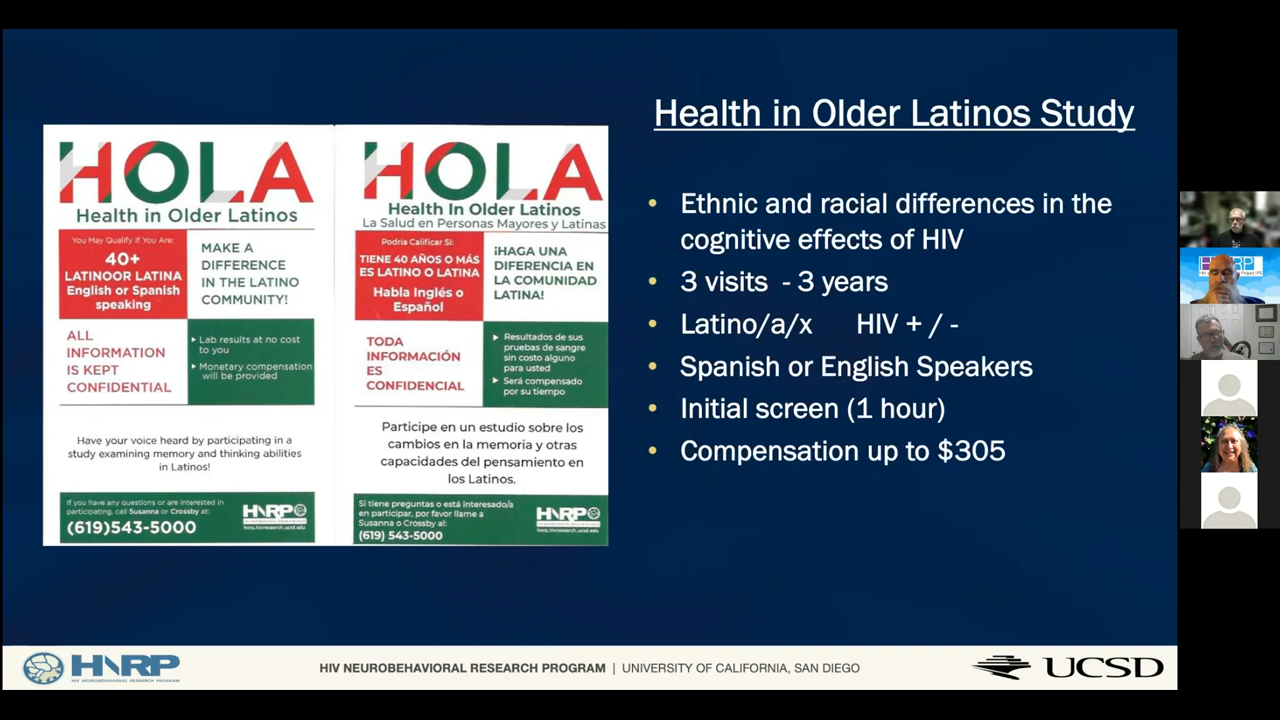 Health in Older Latinos Study
• Ethnic and racial differences in the
cognitive effects of HIV
• 3 visits - 3 years
• Latino/a/x HIV + / -
• Spanish or English Speakers
• Initial screen (1 hour)
• Compensation up to $305
HOLA
Health in Older Latinos
You May Qualify If You Are:
40+
LATINOOR LATINA
English or Spanish
speaking
MAKE A
DIFFERENCE
IN THE LATINO
COMMUNITY!
ALL
INFORMATION
IS KEPT
CONFIDENTIAL
Lab results at no cost
to you
Monetary compensation
will be provided
Have your voice heard by participating in a
study examining memory and thinking abilities
in Latinos!
If you have any questions or are interested in
participating, call Susanna or Crossby at:
(619)543-5000
HNRP
HOLA
Health In Older Latinos
La Salud en Personas Mayores y Latinas
Podria Calificar Si:
TIENE 40 AÑOS O MÁS
ES LATINO O LATINA
Habla Inglés o
Español
¡HAGA UNA
DIFERENCIA EN
LA COMUNIDAD
LATINA!
TODA
INFORMACIÓN
ES
CONFIDENCIAL
Resultados de sus
pruebas de sangre
sin costo alguno
para usted
Será compensado
por su tiempo
Participe en un estudio sobre los
cambios en la memoria y otras
capacidades del pensamiento en
los Latinos.
Si tiene preguntas o está interesado/a
en participar, por favor llame a
Susanna o Crossby al:
(619) 543-5000
HNRP
HNRP
HIV NEUROBEHAVIORAL RESEARCH PROGRAM
HIV NEUROBEHAVIORAL RESEARCH PROGRAM | UNIVERSITY OF CALIFORNIA, SAN DIEGO
UCSD